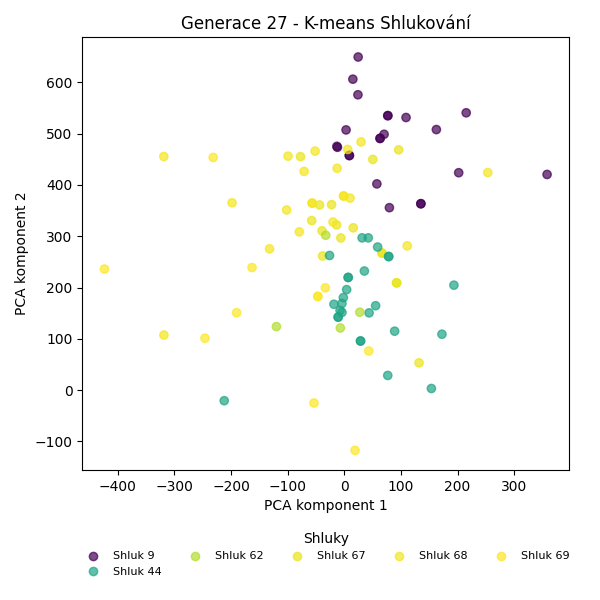 Generace 27 - K-means Shlukování
PCA komponent 2
600
500
400
300
200
100
0
−100
−400
−300
−200
−100
0
100
200
300
PCA komponent 1
Shluky
Shluk 9
Shluk 62
Shluk 67
Shluk 68
Shluk 69
Shluk 44